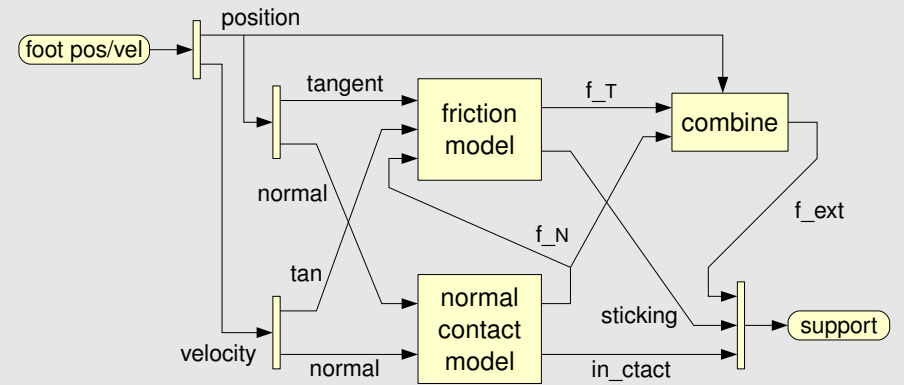 position
foot pos/vel
tangent
f_T
friction
model
combine
normal
f_N
f_ext
tan
normal
contact
model
sticking
support
velocity
normal
in_ctact